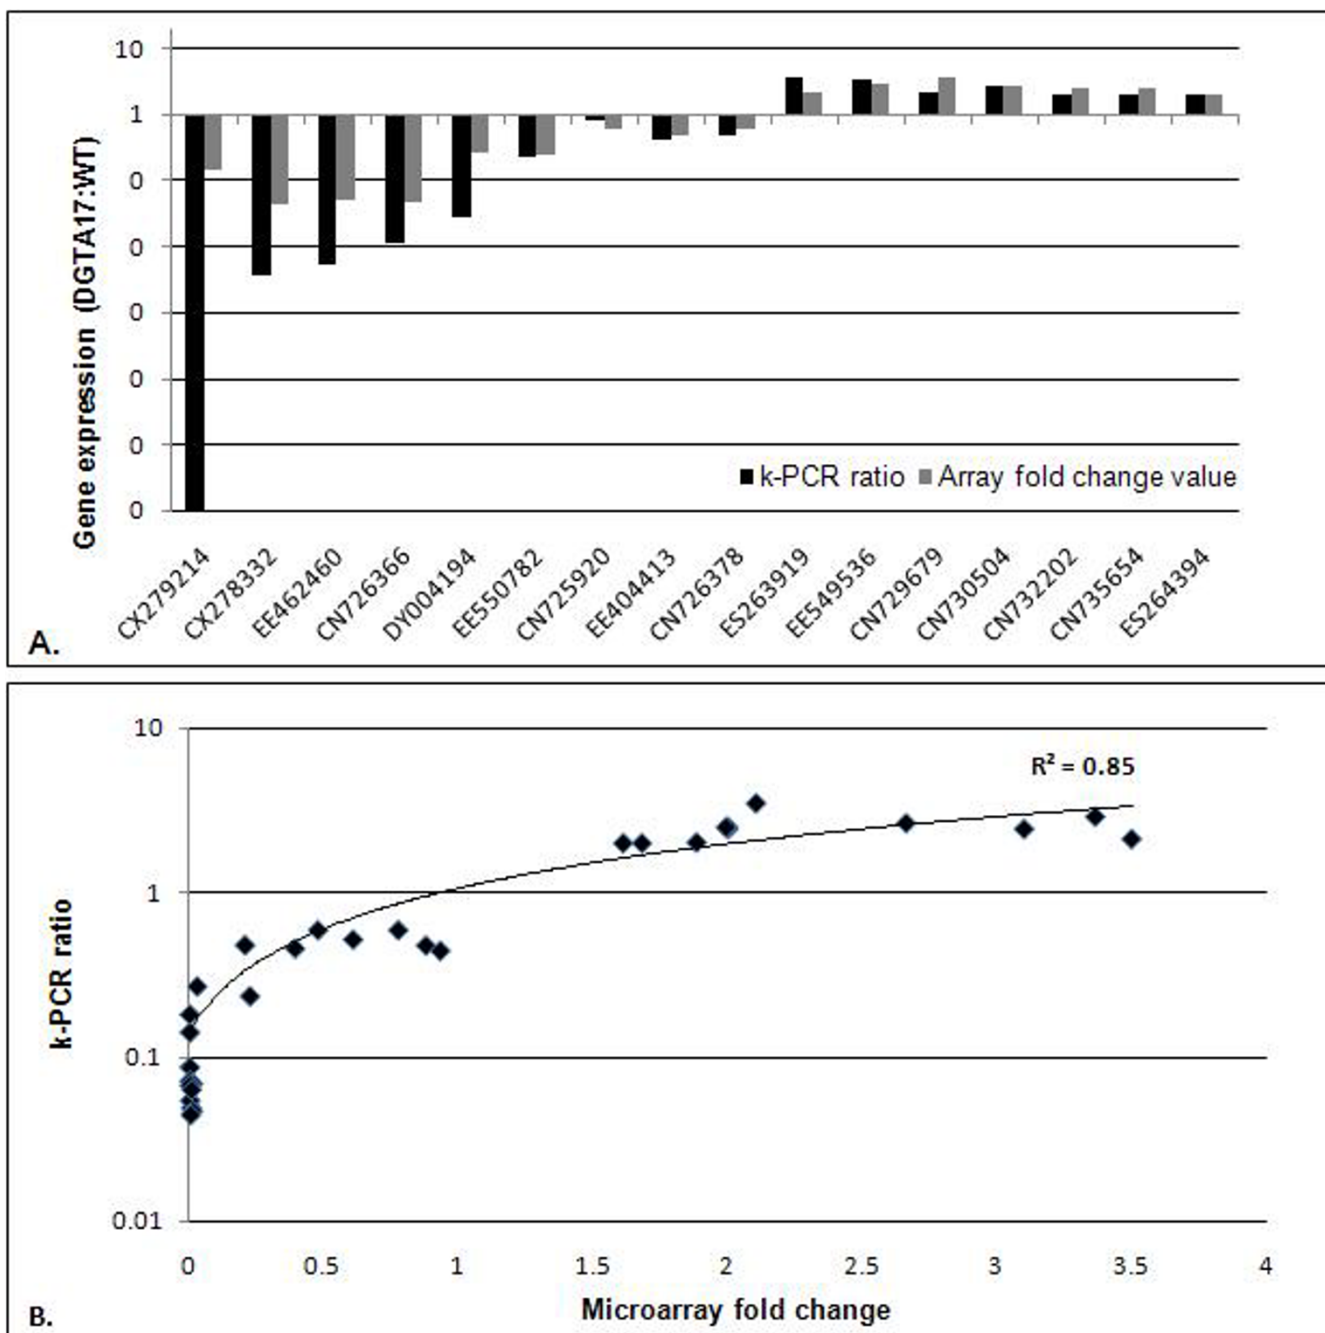 10
1
0
0
0
0
0
0
Gene expression (DGTA17:WT)
k-PCR ratio Array fold change value
CX279214
CX278332
EE462460
CN726366
DY004194
EE550782
CN725920
EE404413
CN726378
ES263919
EE549536
CN729679
CN730504
CN732202
CN735654
ES264394
A.
10
R² = 0.85
1
k-PCR ratio
0.1
0.01
0 0.5 1 1.5 2 2.5 3 3.5 4
Microarray fold change
B.